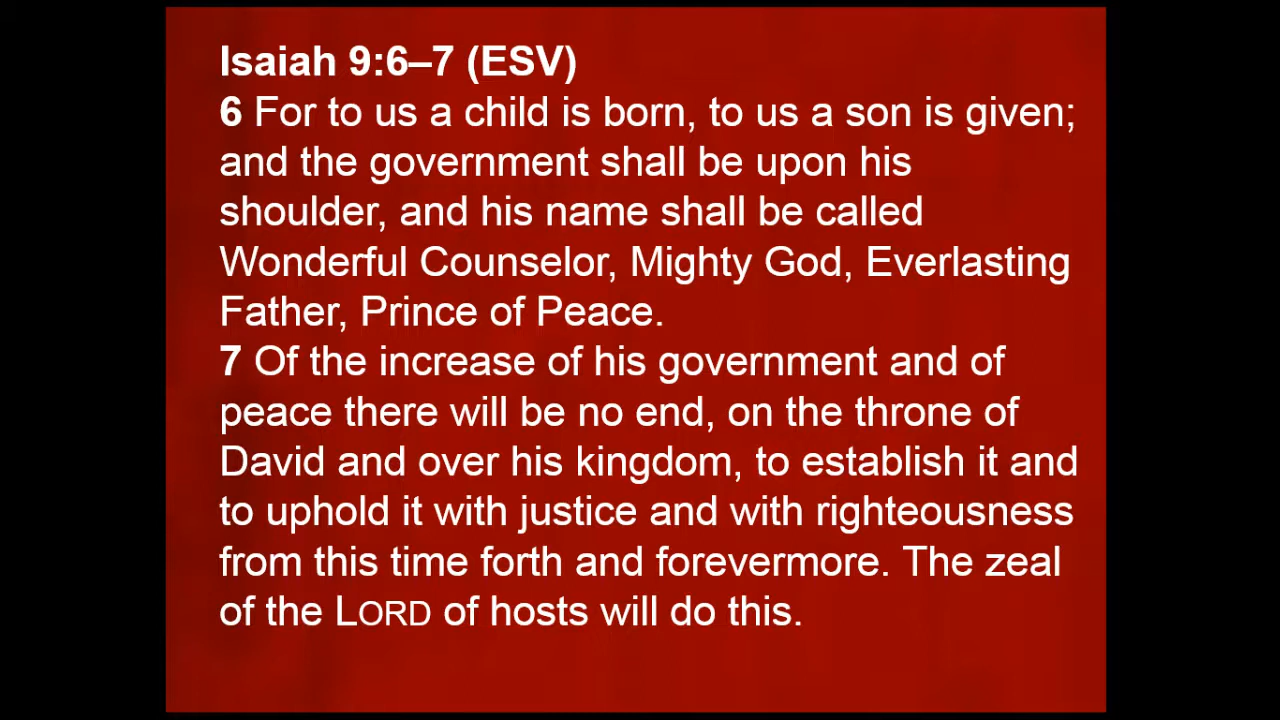 Isaiah 9:6–7 (ESV)
6 For to us a child is born, to us a son is given;
and the government shall be upon his
shoulder, and his name shall be called
Wonderful Counselor, Mighty God, Everlasting
Father, Prince of Peace.
7 Of the increase of his government and of
peace there will be no end, on the throne of
David and over his kingdom, to establish it and
to uphold it with justice and with righteousness
from this time forth and forevermore. The zeal
of the LORD of hosts will do this.